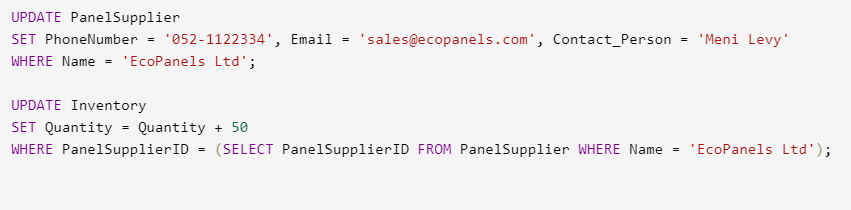 UPDATE PanelSupplier
SET PhoneNumber = '052-1122334', Email = 'sales@ecopanels.com', Contact_Person = 'Meni Levy'
WHERE Name = 'EcoPanels Ltd';
UPDATE Inventory
SET Quantity = Quantity + 50
WHERE PanelSupplierID = (SELECT PanelSupplierID FROM PanelSupplier WHERE Name = 'EcoPanels Ltd');